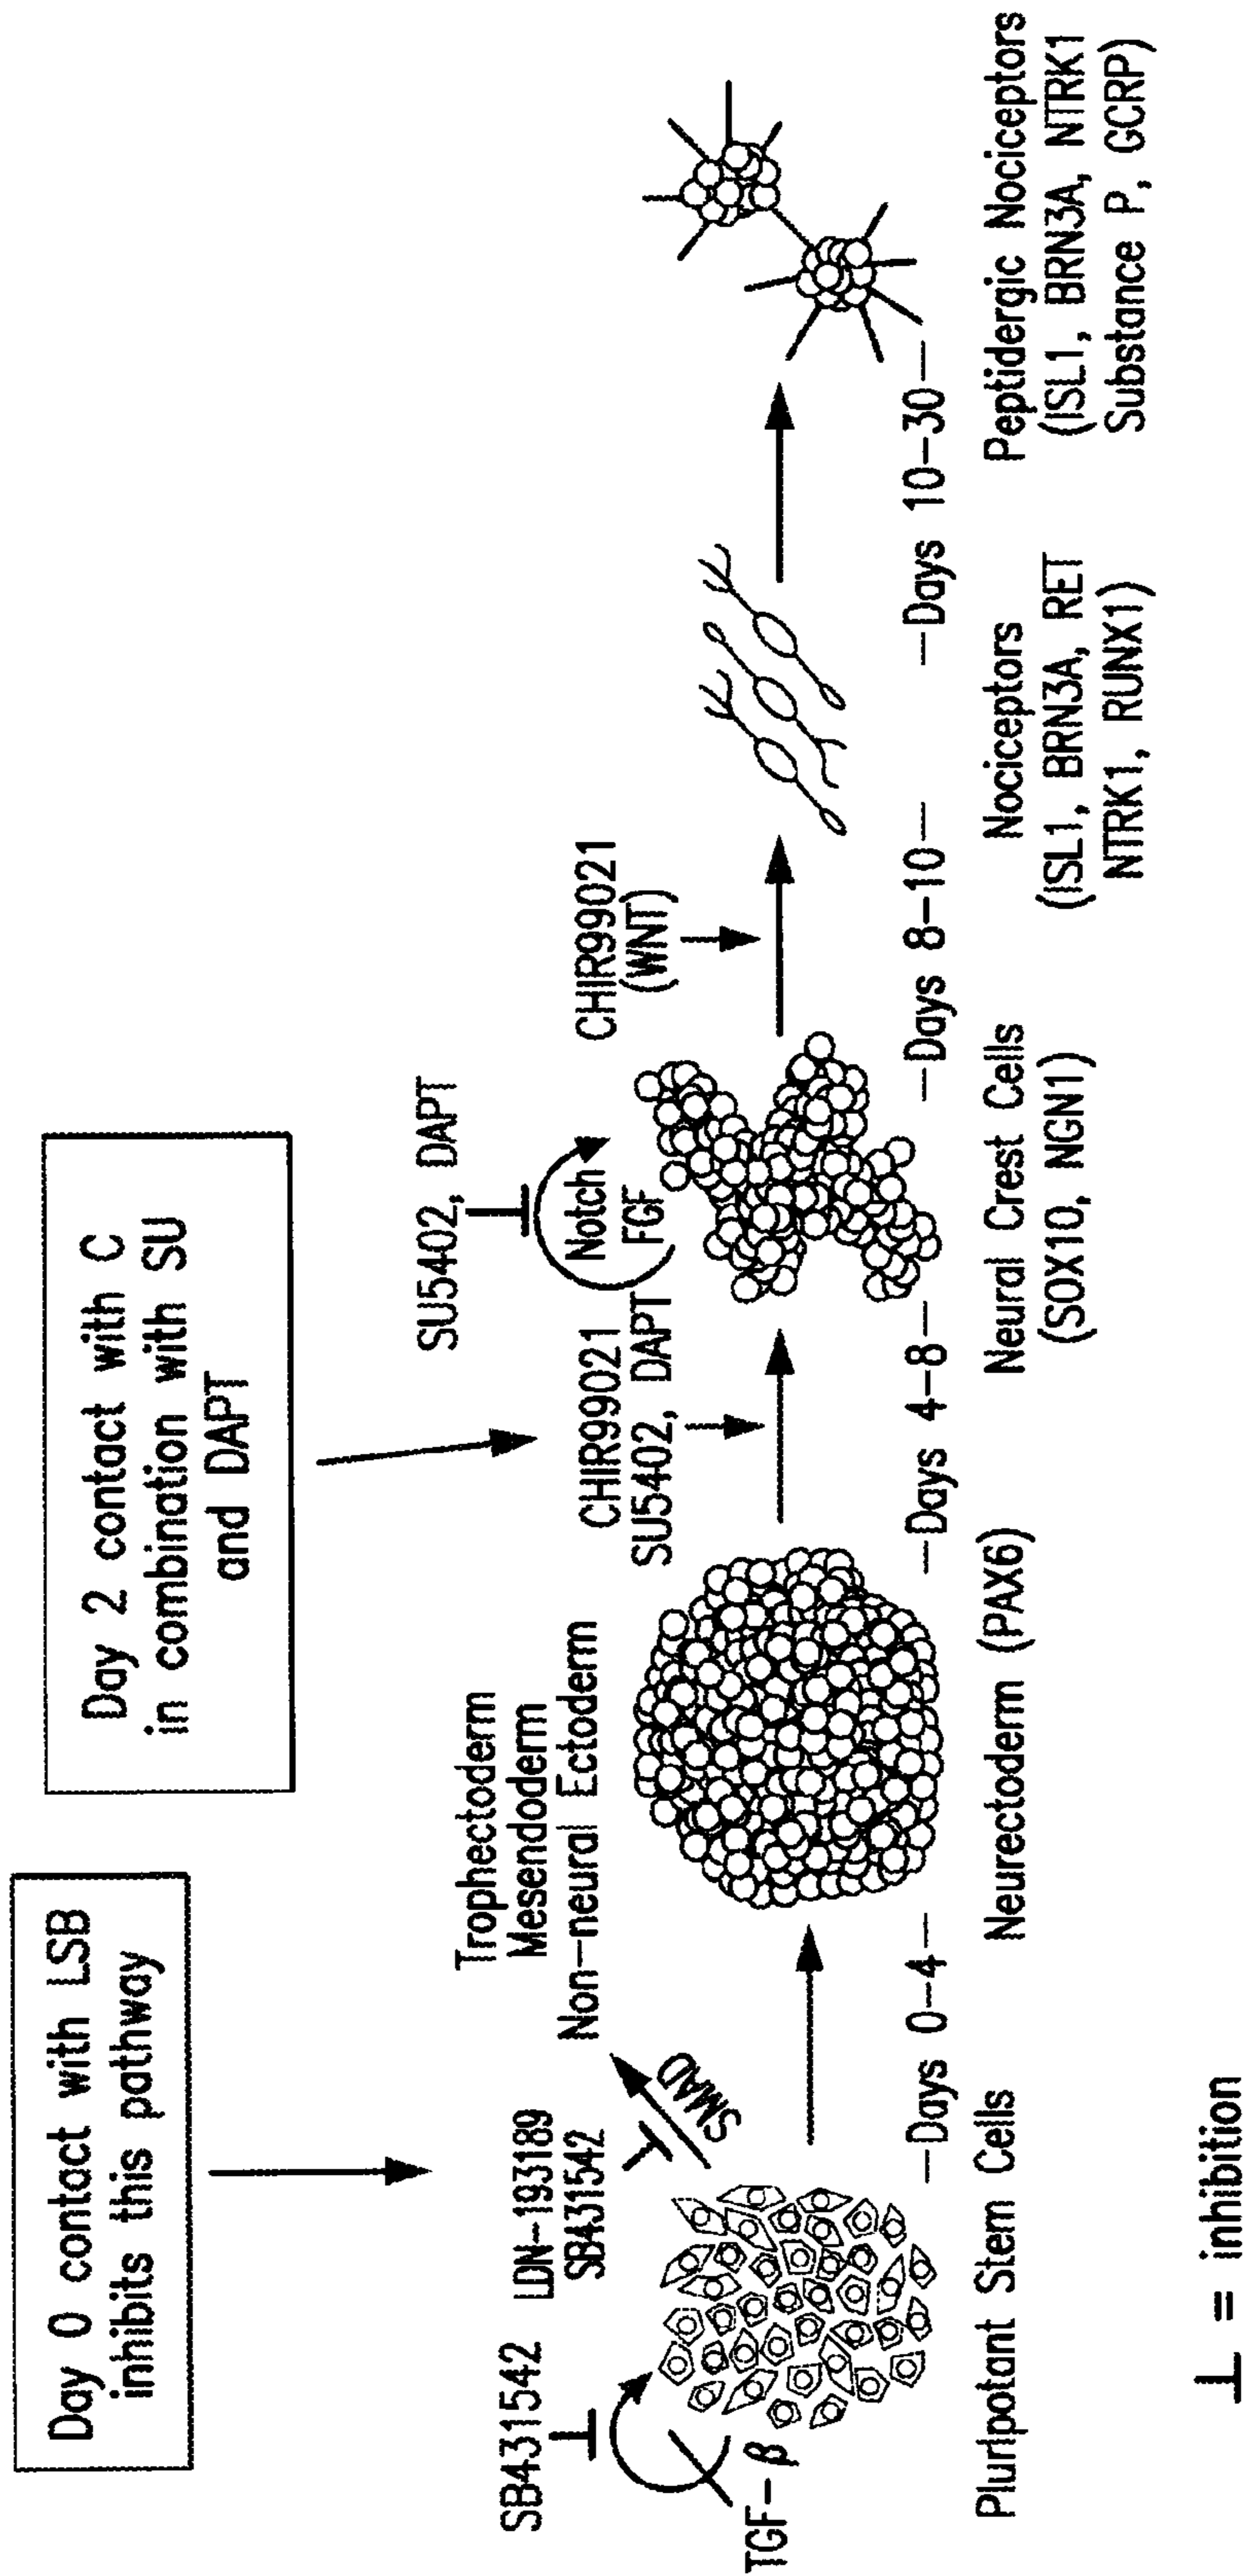 Day 0 contact with LSB
inhibits this pathway
Day 2 contact with C
in combination with SU
and DAPT
SB431542
TGF-β
LDN-193189
SB431542
SMAD
Trophectoderm
Mesendoderm
Non-neural Ectoderm
CHIR99021
SU5402, DAPT
SU5402, DAPT
Notch
FGF
CHIR99021
(WNT)
—Days 0-4—
—Days 4-8—
—Days 8-10—
—Days 10-30—
Pluripotant Stem Cells
Neurectoderm (PAX6)
Neural Crest Cells
(SOX10, NGN1)
Nociceptors
(ISL1, BRN3A, RET
NTRK1, RUNX1)
Peptidergic Nociceptors
(ISL1, BRN3A, NTRK1
Substance P, GCRP)
⊥ = inhibition